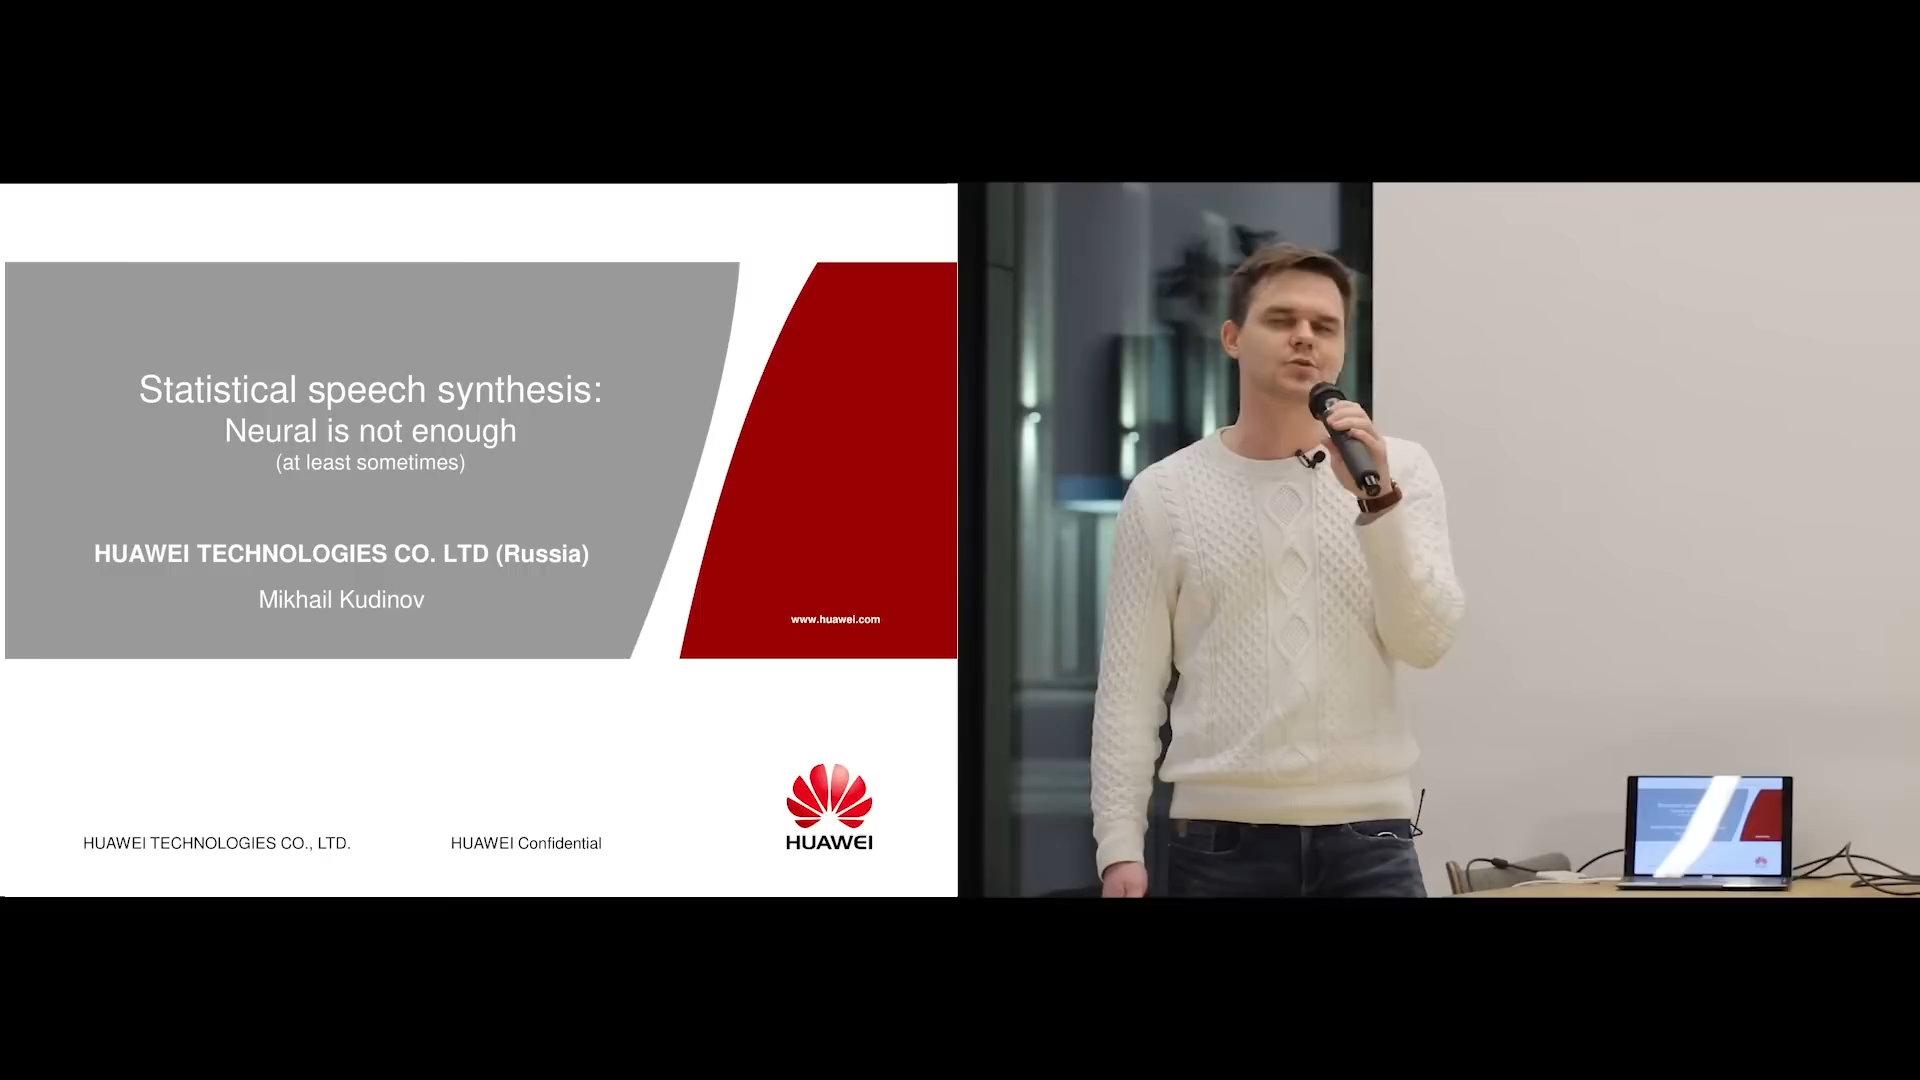 Statistical speech synthesis:
Neural is not enough
(at least sometimes)
HUAWEI TECHNOLOGIES CO. LTD (Russia)
Mikhail Kudinov
www.huawei.com
HUAWEI
HUAWEI TECHNOLOGIES CO., LTD.
HUAWEI Confidential